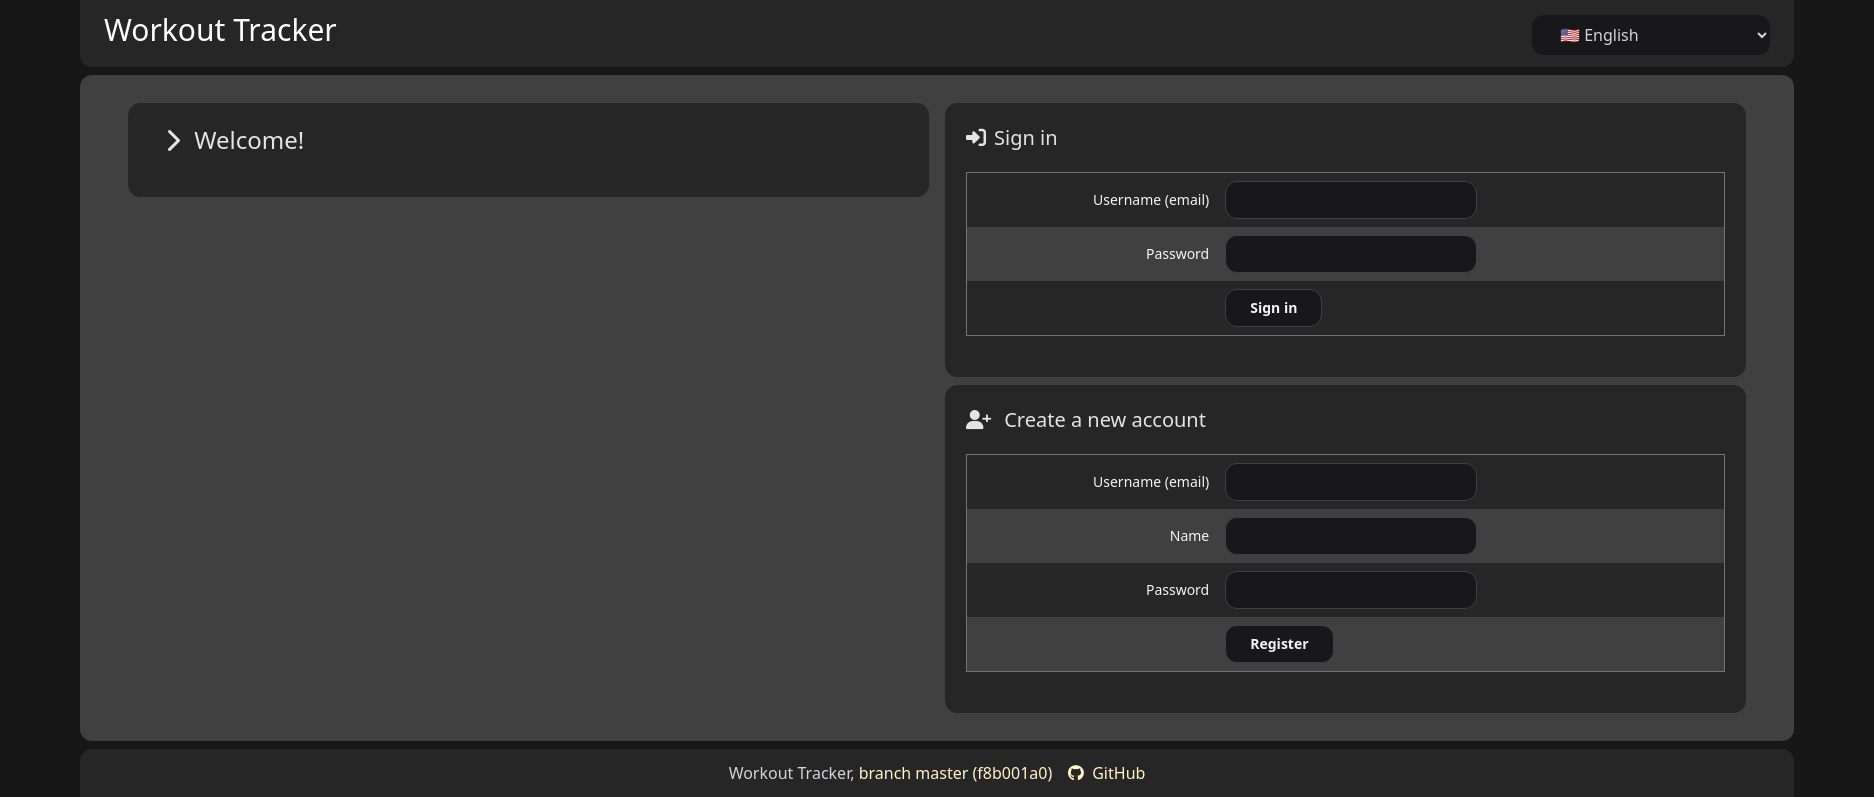 Workout Tracker
🇺🇸 English
Welcome!
Sign in
Username (email)
Password
Sign in
Create a new account
Username (email)
Name
Password
Register
Workout Tracker, branch master (f8b001a0) GitHub